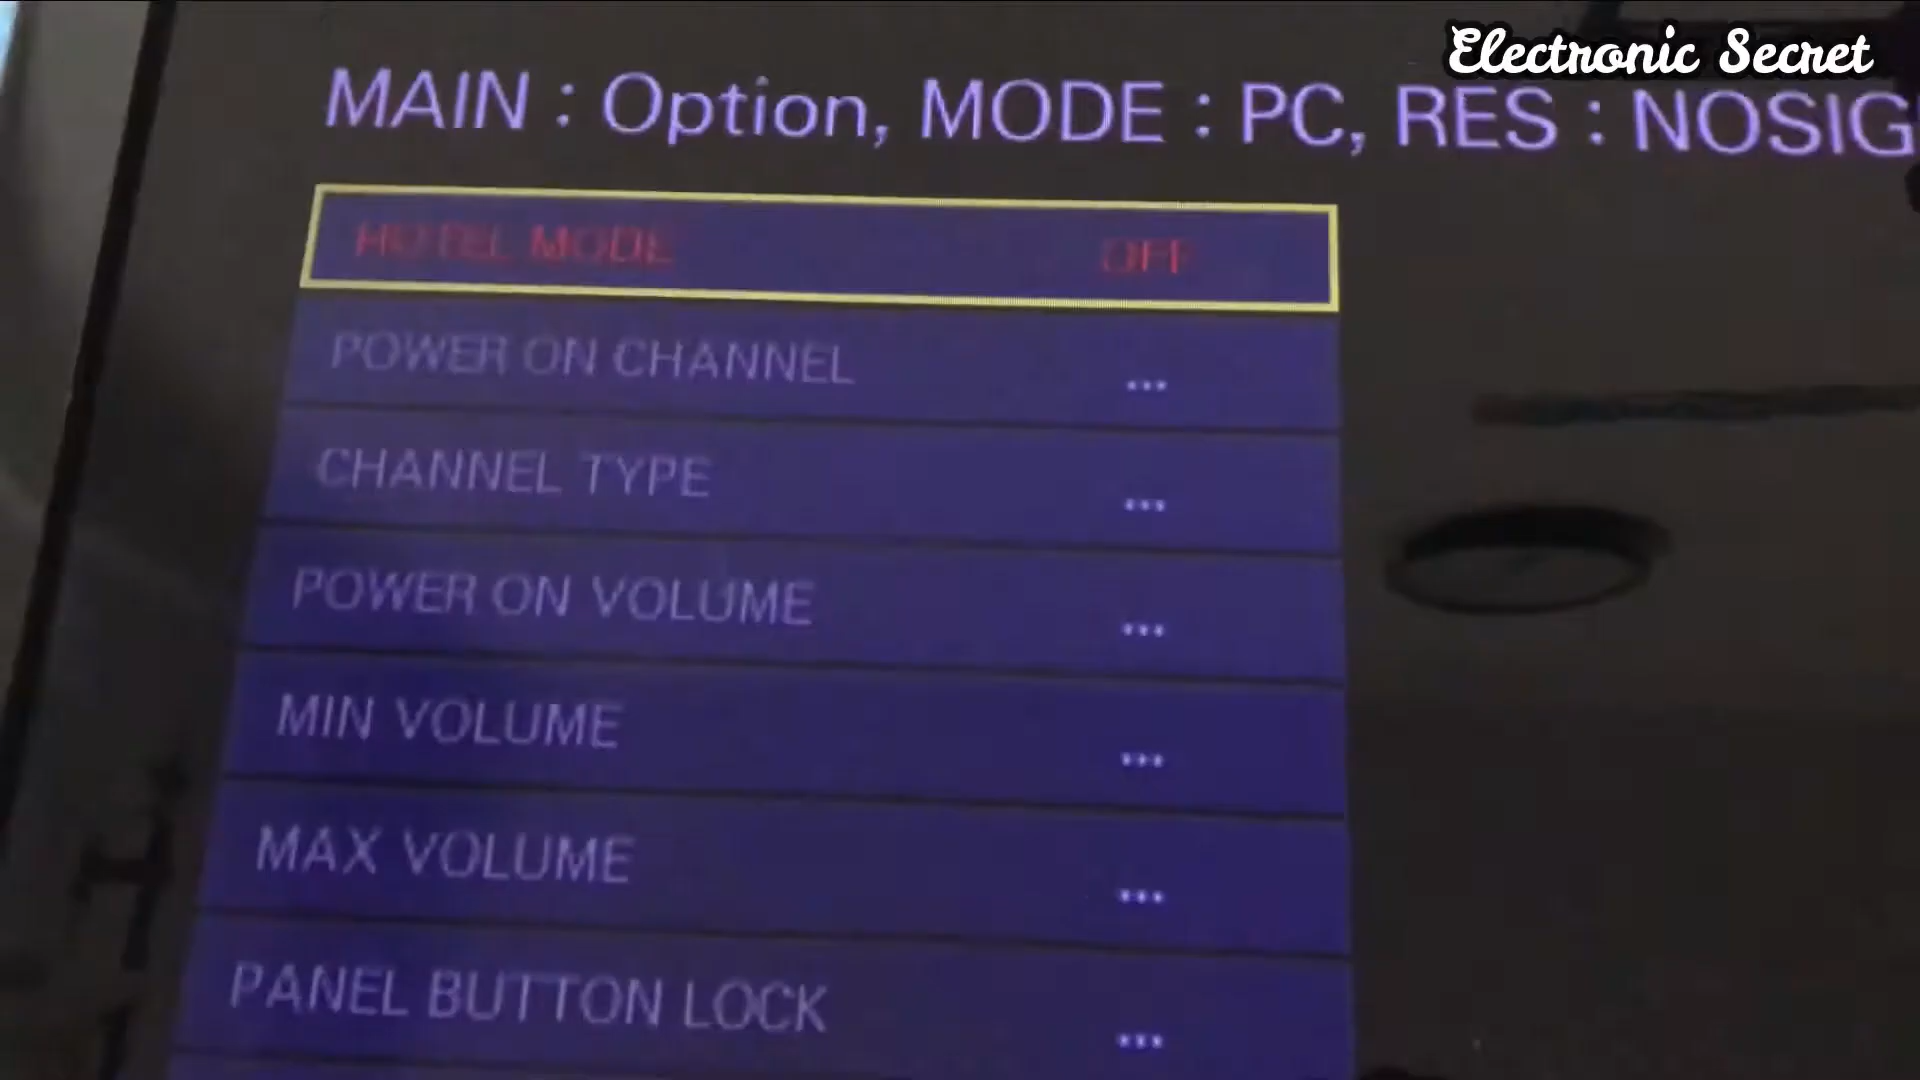 Electronic Secret
MAIN : Option, MODE : PC, RES : NOSIG
HOTEL MODE OFF
POWER ON CHANNEL ...
CHANNEL TYPE ...
POWER ON VOLUME ...
MIN VOLUME ...
MAX VOLUME ...
PANEL BUTTON LOCK ...